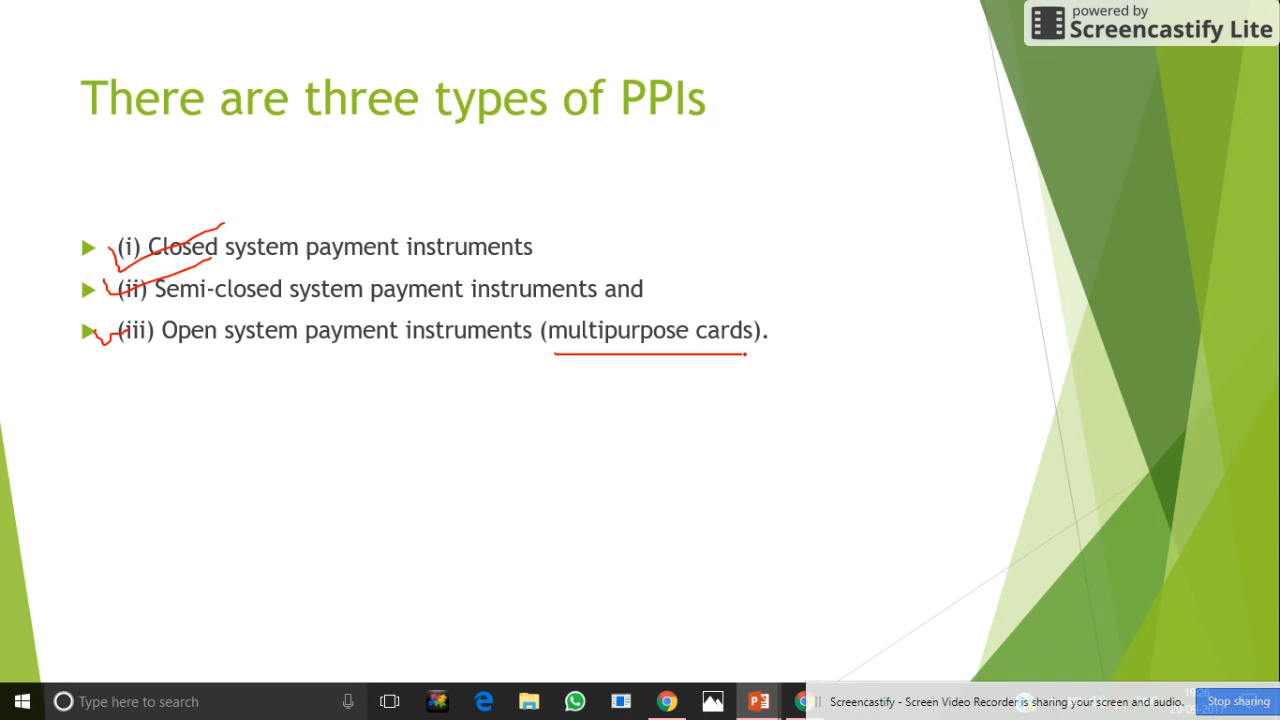 powered by
Screencastify Lite
There are three types of PPIs
(i) Closed system payment instruments
(ii) Semi-closed system payment instruments and
(iii) Open system payment instruments (multipurpose cards).
Type here to search
Screencastify - Screen Video Recorder is sharing your screen and audio.
Stop sharing
19:26